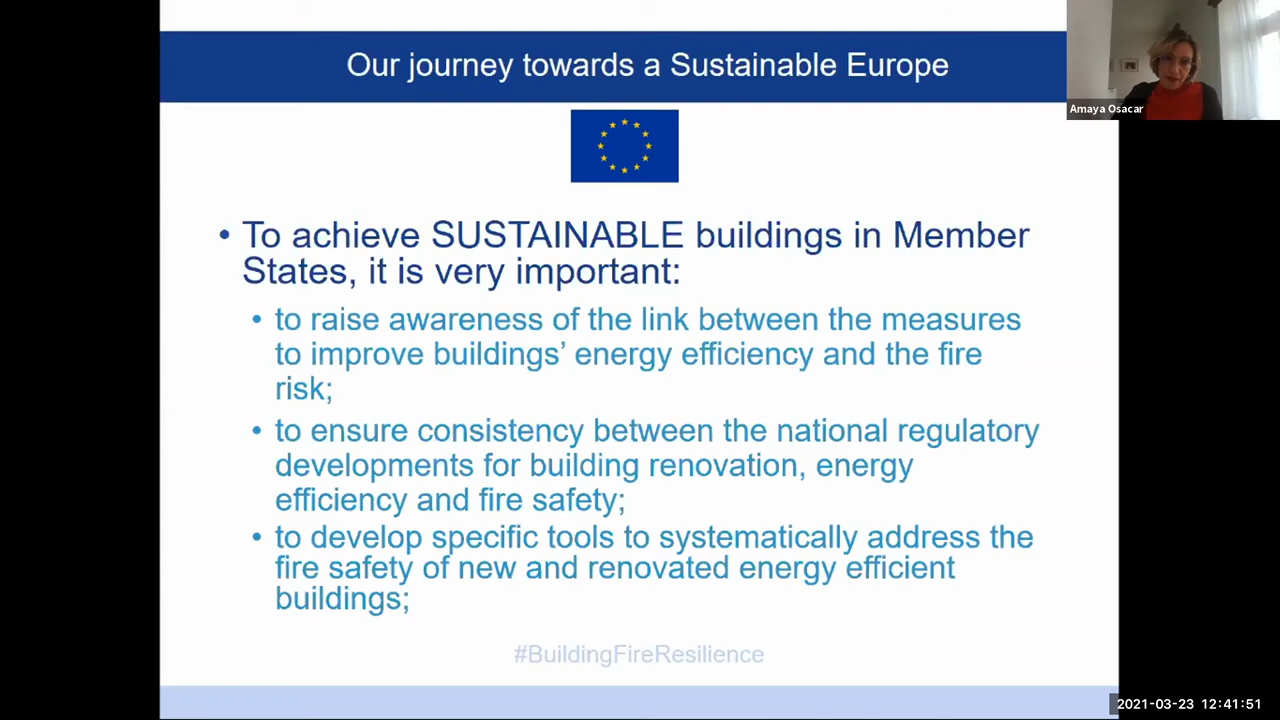 Our journey towards a Sustainable Europe
Amaya Osacar
• To achieve SUSTAINABLE buildings in Member
States, it is very important:
• to raise awareness of the link between the measures
to improve buildings’ energy efficiency and the fire
risk;
• to ensure consistency between the national regulatory
developments for building renovation, energy
efficiency and fire safety;
• to develop specific tools to systematically address the
fire safety of new and renovated energy efficient
buildings;
#BuildingFireResilience
2021-03-23 12:41:51